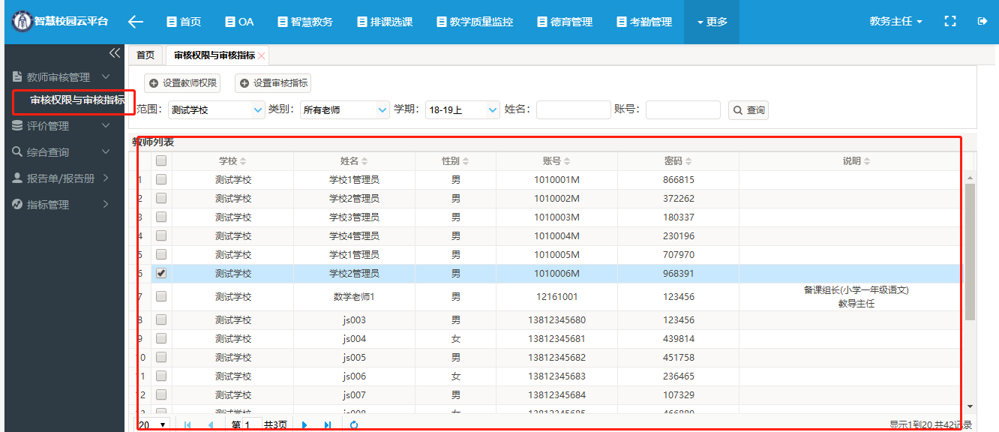 智慧校园云平台 首页 OA 智慧教务 排课选课 教学质量监控 德育管理 考勤管理 更多 教务主任
首页 审核权限与审核指标
教师审核管理
审核权限与审核指标
评价管理
综合查询
报告单/报告册
指标管理
设置教师权限 设置审核指标
范围: 测试学校 类别: 所有老师 学期: 18-19上 姓名: 账号: 查询
教师列表
学校 姓名 性别 账号 密码 说明
1 测试学校 学校1管理员 男 1010001M 866815
2 测试学校 学校2管理员 男 1010002M 372262
3 测试学校 学校3管理员 男 1010003M 180337
4 测试学校 学校4管理员 男 1010004M 230196
5 测试学校 学校1管理员 男 1010005M 707970
6 测试学校 学校2管理员 男 1010006M 968391
7 测试学校 数学老师1 男 12161001 123456 备课组长(小学一年级语文)
教导主任
8 测试学校 js003 男 13812345680 123456
9 测试学校 js004 女 13812345681 439814
10 测试学校 js005 男 13812345682 451758
11 测试学校 js006 女 13812345683 236465
12 测试学校 js007 男 13812345684 107329
13 测试学校 js008 女 13812345685
20 第 1 共3页 显示1到20,共42记录